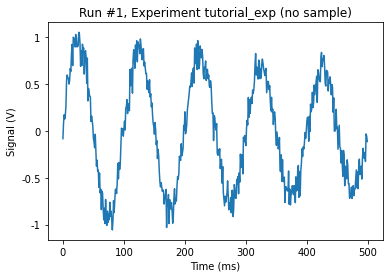 Run #1, Experiment tutorial_exp (no sample)
1
0.5
0
-0.5
-1
Signal (V)
0 100 200 300 400 500
Time (ms)